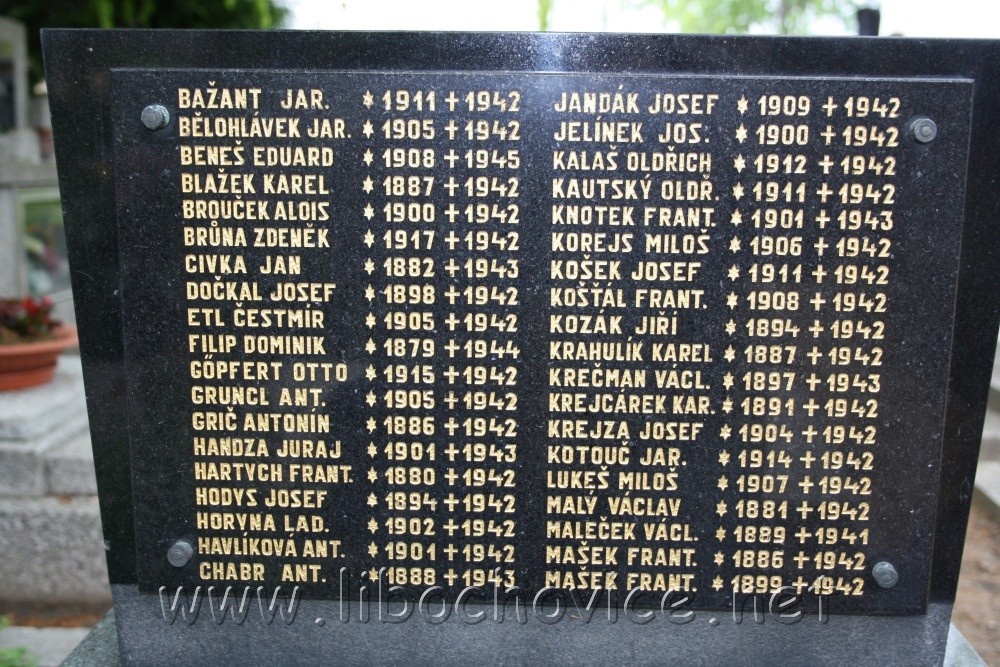 BAŽANT JAR. * 1911 + 1942
BĚLOHLÁVEK JAR. * 1905 + 1942
BENEŠ EDUARD * 1908 + 1945
BLAŽEK KAREL * 1887 + 1942
BROUČEK ALOIS * 1900 + 1942
BRŮNA ZDENĚK * 1917 + 1942
CIVKA JAN * 1882 + 1943
DOČKAL JOSEF * 1898 + 1942
ETL ČESTMÍR * 1905 + 1942
FILIP DOMINIK * 1879 + 1944
GŐPFERT OTTO * 1915 + 1942
GRUNCL ANT. * 1905 + 1942
GRIČ ANTONÍN * 1886 + 1942
HANDZA JURAJ * 1901 + 1943
HARTYCH FRANT. * 1880 + 1942
HODYS JOSEF * 1894 + 1942
HORYNA LAD. * 1902 + 1942
HAVLÍKOVÁ ANT. * 1901 + 1942
CHABR ANT. * 1888 + 1943
JANDÁK JOSEF * 1909 + 1942
JELÍNEK JOS. * 1900 + 1942
KALAŠ OLDŘICH * 1912 + 1942
KAUTSKÝ OLDŘ. * 1911 + 1942
KNOTEK FRANT. * 1901 + 1943
KOREJS MILOŠ * 1906 + 1942
KOŠEK JOSEF * 1911 + 1942
KOŠŤÁL FRANT. * 1908 + 1942
KOZÁK JIŘÍ * 1894 + 1942
KRAHULÍK KAREL * 1887 + 1942
KREČMAN VÁCL. * 1897 + 1943
KREJCÁREK KAR. * 1891 + 1942
KREJZA JOSEF * 1904 + 1942
KOTOUČ JAR. * 1914 + 1942
LUKEŠ MILOŠ * 1907 + 1942
MALÝ VÁCLAV * 1881 + 1942
MALEČEK VÁCL. * 1889 + 1941
MAŠEK FRANT. * 1886 + 1942
MAŠEK FRANT. * 1899 + 1942
www.libochovice.net